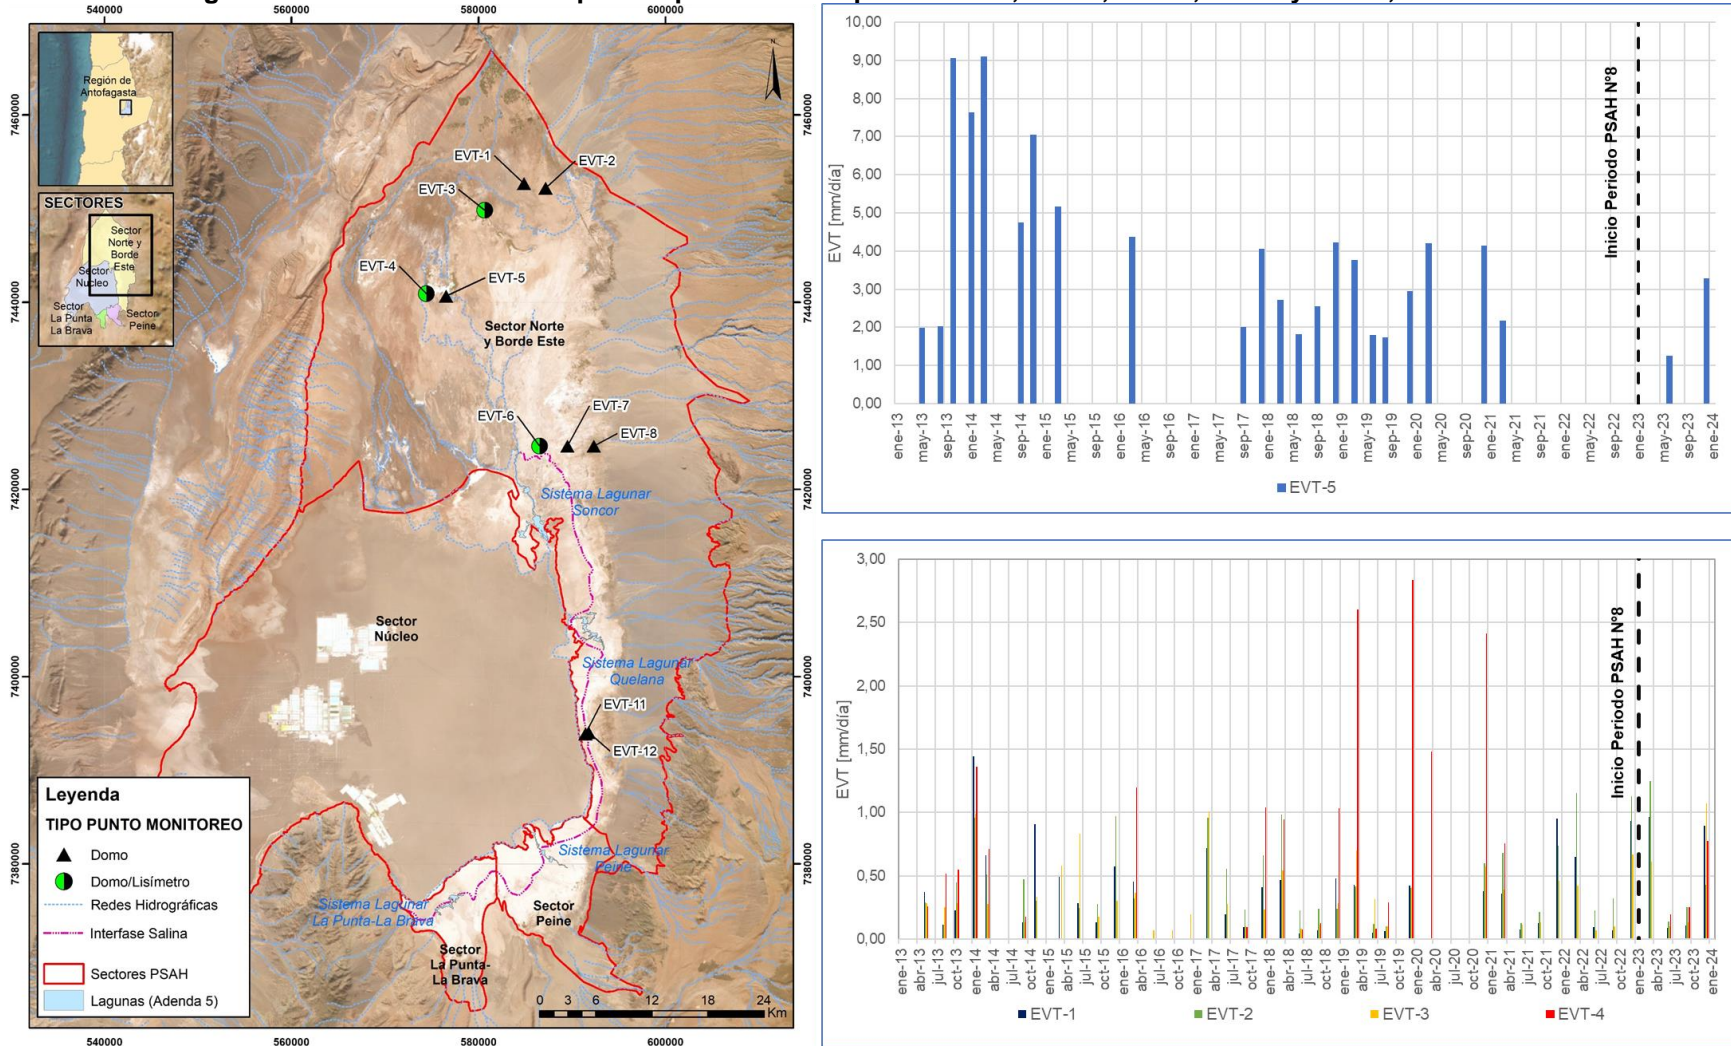 540000
560000
580000
600000
7460000
7440000
7420000
7400000
7380000
7460000
7440000
7420000
7400000
7380000
Región de
Antofagasta
SECTORES
Sector
Norte y
Borde
Este
Sector
Nucleo
Sector
La Punta
La Brava
Sector
Peine
N
EVT-1
EVT-2
EVT-3
EVT-4
EVT-5
Sector Norte
y Borde Este
EVT-6
EVT-7
EVT-8
Sistema Lagunar
Soncor
Sector
Núcleo
Sistema Lagunar
Quelana
EVT-11
EVT-12
Sistema Lagunar
Peine
Sistema Lagunar
La Punta-La Brava
Sector
Peine
Sector
La Punta-
La Brava
Leyenda
TIPO PUNTO MONITOREO
Domo
Domo/Lisímetro
Redes Hidrográficas
Interfase Salina
Sectores PSAH
Lagunas (Adenda 5)
0 3 6 12 18 24
Km
540000
560000
580000
600000
10,00
9,00
8,00
7,00
6,00
5,00
4,00
3,00
2,00
1,00
0,00
EVT [mm/día]
Inicio Periodo PSAH Nº8
ene-13
may-13
sep-13
ene-14
may-14
sep-14
ene-15
may-15
sep-15
ene-16
may-16
sep-16
ene-17
may-17
sep-17
ene-18
may-18
sep-18
ene-19
may-19
sep-19
ene-20
may-20
sep-20
ene-21
may-21
sep-21
ene-22
may-22
sep-22
ene-23
may-23
sep-23
ene-24
EVT-5
3,00
2,50
2,00
1,50
1,00
0,50
0,00
EVT [mm/día]
Inicio Periodo PSAH Nº8
ene-13
abr-13
jul-13
oct-13
ene-14
abr-14
jul-14
oct-14
ene-15
abr-15
jul-15
oct-15
ene-16
abr-16
jul-16
oct-16
ene-17
abr-17
jul-17
oct-17
ene-18
abr-18
jul-18
oct-18
ene-19
abr-19
jul-19
oct-19
ene-20
abr-20
jul-20
oct-20
ene-21
abr-21
jul-21
oct-21
ene-22
abr-22
jul-22
oct-22
ene-23
abr-23
jul-23
oct-23
ene-24
EVT-1
EVT-2
EVT-3
EVT-4